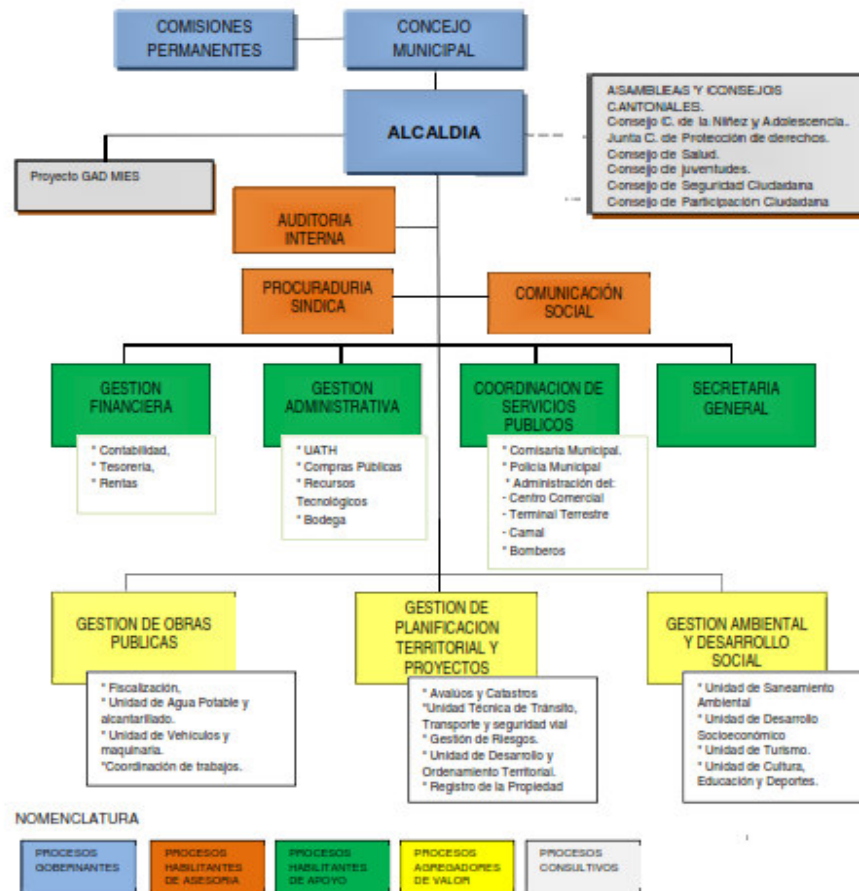 COMISIONES
PERMANENTES
CONCEJO
MUNICIPAL
ALCALDIA
ASAMBLEAS Y CONSEJOS
CANTONALES.
Consejo C. de la Niñez y Adolescencia.
Junta C. de Protección de derechos.
Consejo de Salud.
Consejo de juventudes.
Consejo de Seguridad Ciudadana
Consejo de Participación Ciudadana
Proyecto GAD MIES
AUDITORIA
INTERNA
PROCURADURIA
SINDICA
COMUNICACIÓN
SOCIAL
GESTION
FINANCIERA
* Contabilidad,
* Tesorería,
* Rentas
GESTION
ADMINISTRATIVA
* UATH
* Compras Públicas
* Recursos
Tecnológicos
* Bodega
COORDINACION DE
SERVICIOS
PUBLICOS
* Comisaria Municipal.
* Policía Municipal
* Administración del:
- Centro Comercial
- Terminal Terrestre
- Camal
* Bomberos
SECRETARIA
GENERAL
GESTION DE OBRAS
PUBLICAS
* Fiscalización,
* Unidad de Agua Potable y
alcantarillado.
* Unidad de Vehículos y
maquinaria.
*Coordinación de trabajos.
GESTION DE
PLANIFICACION
TERRITORIAL Y
PROYECTOS
* Avalúos y Catastros
*Unidad Técnica de Tránsito,
Transporte y seguridad vial
* Gestión de Riesgos.
* Unidad de Desarrollo y
Ordenamiento Territorial.
* Registro de la Propiedad
GESTION AMBIENTAL
Y DESARROLLO
SOCIAL
* Unidad de Saneamiento
Ambiental
* Unidad de Desarrollo
Socioeconómico
* Unidad de Turismo.
* Unidad de Cultura,
Educación y Deportes.
NOMENCLATURA
PROCESOS
GOBERNANTES
PROCESOS
HABILITANTES
DE ASESORIA
PROCESOS
HABILITANTES
DE APOYO
PROCESOS
AGREGADORES
DE VALOR
PROCESOS
CONSULTIVOS